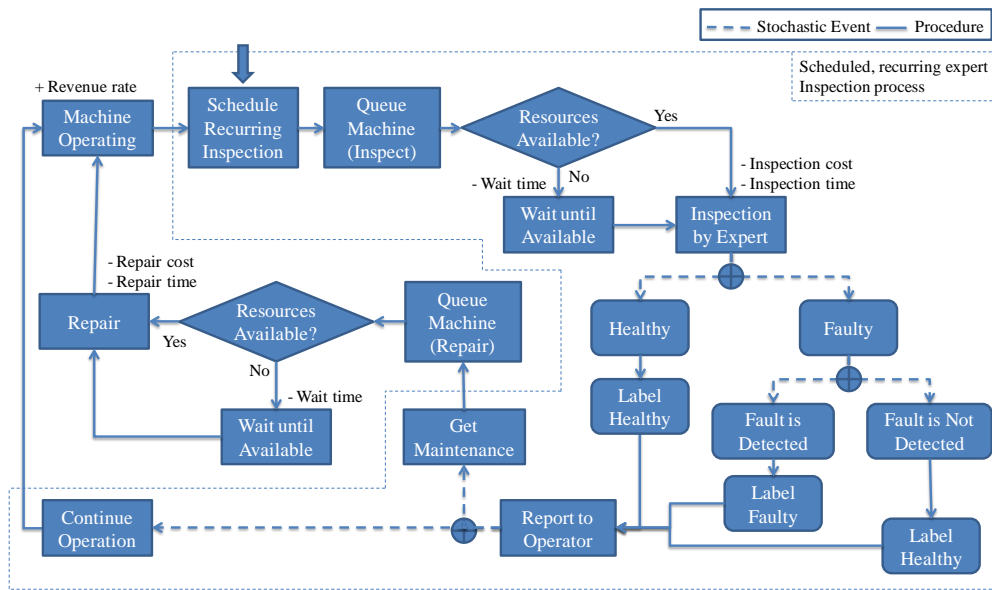 Stochastic Event
Procedure
Scheduled, recurring expert
Inspection process
+ Revenue rate
Machine
Operating
Schedule
Recurring
Inspection
Queue
Machine
(Inspect)
Resources
Available?
Yes
No
- Wait time
- Inspection cost
- Inspection time
Wait until
Available
Inspection
by Expert
- Repair cost
- Repair time
Repair
Yes
Resources
Available?
Queue
Machine
(Repair)
Healthy
Faulty
No
- Wait time
Wait until
Available
Get
Maintenance
Label
Healthy
Fault is
Detected
Fault is Not
Detected
Continue
Operation
Report to
Operator
Label
Faulty
Label
Healthy